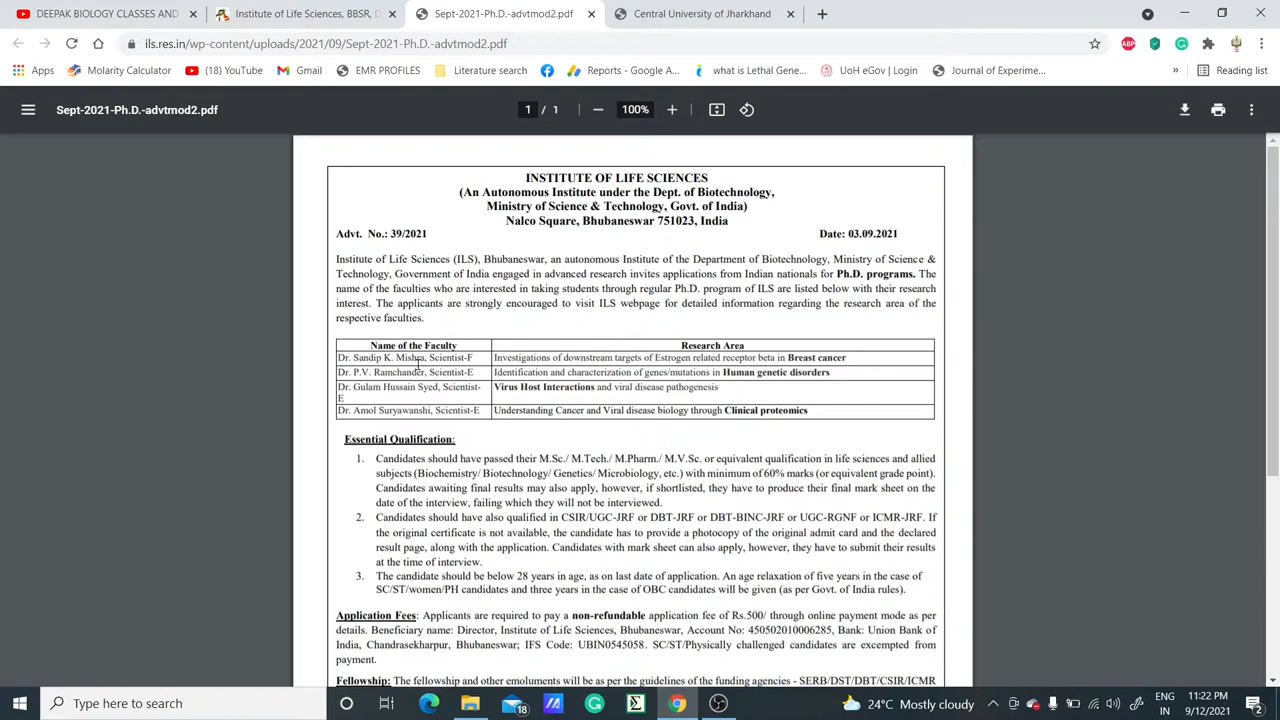 DEEPAK BIOLOGY CLASSES AND
Institute of Life Sciences, BBSR,
Sept-2021-Ph.D.-advtmod2.pdf
Central University of Jharkhand
ils.res.in/wp-content/uploads/2021/09/Sept-2021-Ph.D.-advtmod2.pdf
Apps
Molarity Calculator
(18) YouTube
Gmail
EMR PROFILES
Literature search
Reports - Google A...
what is Lethal Gene...
UoH eGov | Login
Journal of Experime...
»
Reading list
Sept-2021-Ph.D.-advtmod2.pdf
1 / 1
100%
INSTITUTE OF LIFE SCIENCES
(An Autonomous Institute under the Dept. of Biotechnology,
Ministry of Science & Technology, Govt. of India)
Nalco Square, Bhubaneswar 751023, India
Advt. No.: 39/2021 Date: 03.09.2021
Institute of Life Sciences (ILS), Bhubaneswar, an autonomous Institute of the Department of Biotechnology, Ministry of Science &
Technology, Government of India engaged in advanced research invites applications from Indian nationals for Ph.D. programs. The
name of the faculties who are interested in taking students through regular Ph.D. program of ILS are listed below with their research
interest. The applicants are strongly encouraged to visit ILS webpage for detailed information regarding the research area of the
respective faculties.
Name of the Faculty Research Area
Dr. Sandip K. Mishra, Scientist-F Investigations of downstream targets of Estrogen related receptor beta in Breast cancer
Dr. P.V. Ramchander, Scientist-E Identification and characterization of genes/mutations in Human genetic disorders
Dr. Gulam Hussain Syed, Scientist- Virus Host Interactions and viral disease pathogenesis
E
Dr. Amol Suryawanshi, Scientist-E Understanding Cancer and Viral disease biology through Clinical proteomics
Essential Qualification:
1. Candidates should have passed their M.Sc./ M.Tech./ M.Pharm./ M.V.Sc. or equivalent qualification in life sciences and allied
subjects (Biochemistry/ Biotechnology/ Genetics/ Microbiology, etc.) with minimum of 60% marks (or equivalent grade point).
Candidates awaiting final results may also apply, however, if shortlisted, they have to produce their final mark sheet on the
date of the interview, failing which they will not be interviewed.
2. Candidates should have also qualified in CSIR/UGC-JRF or DBT-JRF or DBT-BINC-JRF or UGC-RGNF or ICMR-JRF. If
the original certificate is not available, the candidate has to provide a photocopy of the original admit card and the declared
result page, along with the application. Candidates with mark sheet can also apply, however, they have to submit their results
at the time of interview.
3. The candidate should be below 28 years in age, as on last date of application. An age relaxation of five years in the case of
SC/ST/women/PH candidates and three years in the case of OBC candidates will be given (as per Govt. of India rules).
Application Fees: Applicants are required to pay a non-refundable application fee of Rs.500/ through online payment mode as per
details. Beneficiary name: Director, Institute of Life Sciences, Bhubaneswar, Account No: 450502010006285, Bank: Union Bank of
India, Chandrasekharpur, Bhubaneswar; IFS Code: UBIN0545058. SC/ST/Physically challenged candidates are excempted from
payment.
Fellowship: The fellowship and other emoluments will be as per the guidelines of the funding agencies - SERB/DST/DBT/CSIR/ICMR
Type here to search
18
24°C Mostly cloudy
ENG
IN
11:22 PM
9/12/2021
2